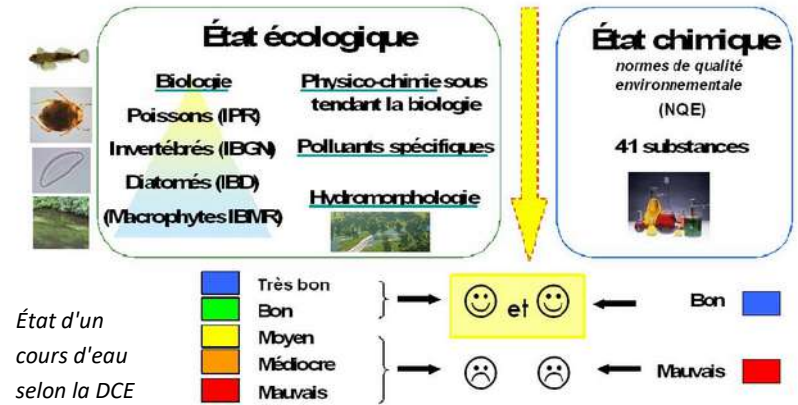 État écologique
Biologie
Poissons (IPR)
Invertébrés (IBGN)
Diatomés (IBD)
(Macrophytes IBMR)
Physico-chimie sous
tendant la biologie
Polluants spécifiques
Hydromorphologie
État chimique
normes de qualité
environnementale
(NQE)
41 substances
Très bon
Bon
Moyen
Médiocre
Mauvais
et
Bon
Mauvais
État d'un
cours d'eau
selon la DCE